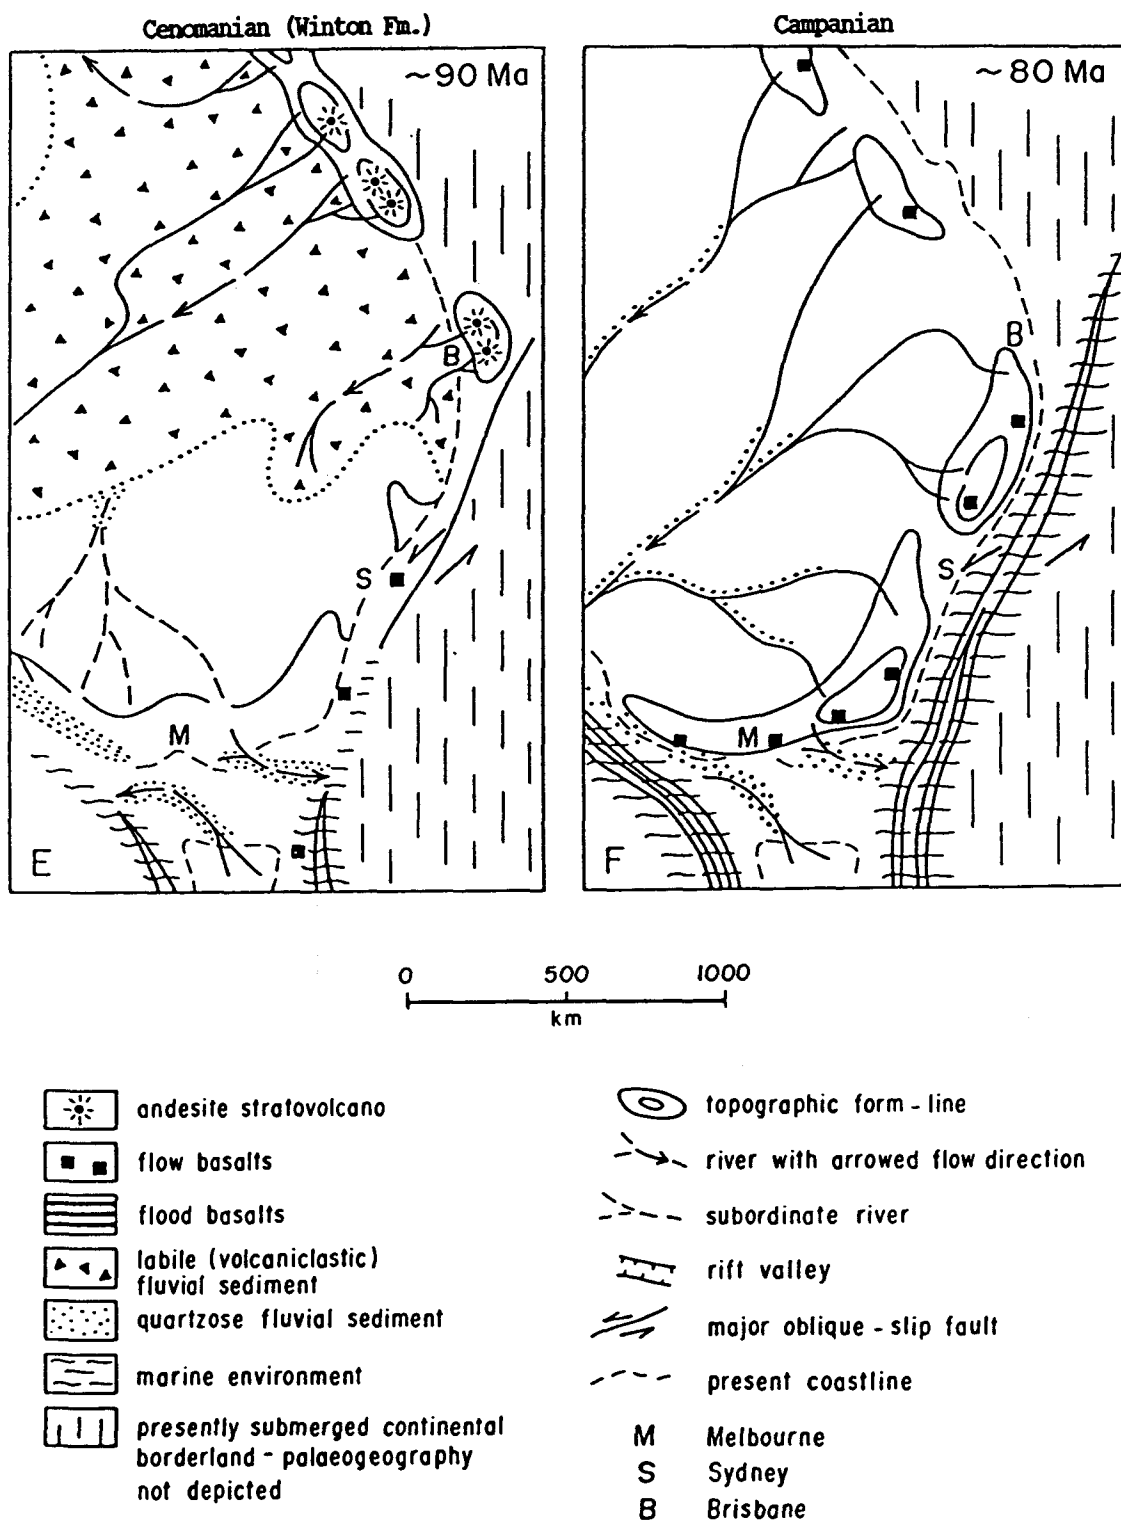 Cenomanian (Winton Fm.)
Campanian
~90 Ma
~80 Ma
B
B
S
S
M
M
E
F
0 500 1000
km
andesite stratovolcano
flow basalts
flood basalts
labile (volcaniclastic)
fluvial sediment
quartzose fluvial sediment
marine environment
presently submerged continental
borderland - palaeogeography
not depicted
topographic form - line
river with arrowed flow direction
subordinate river
rift valley
major oblique - slip fault
present coastline
M Melbourne
S Sydney
B Brisbane